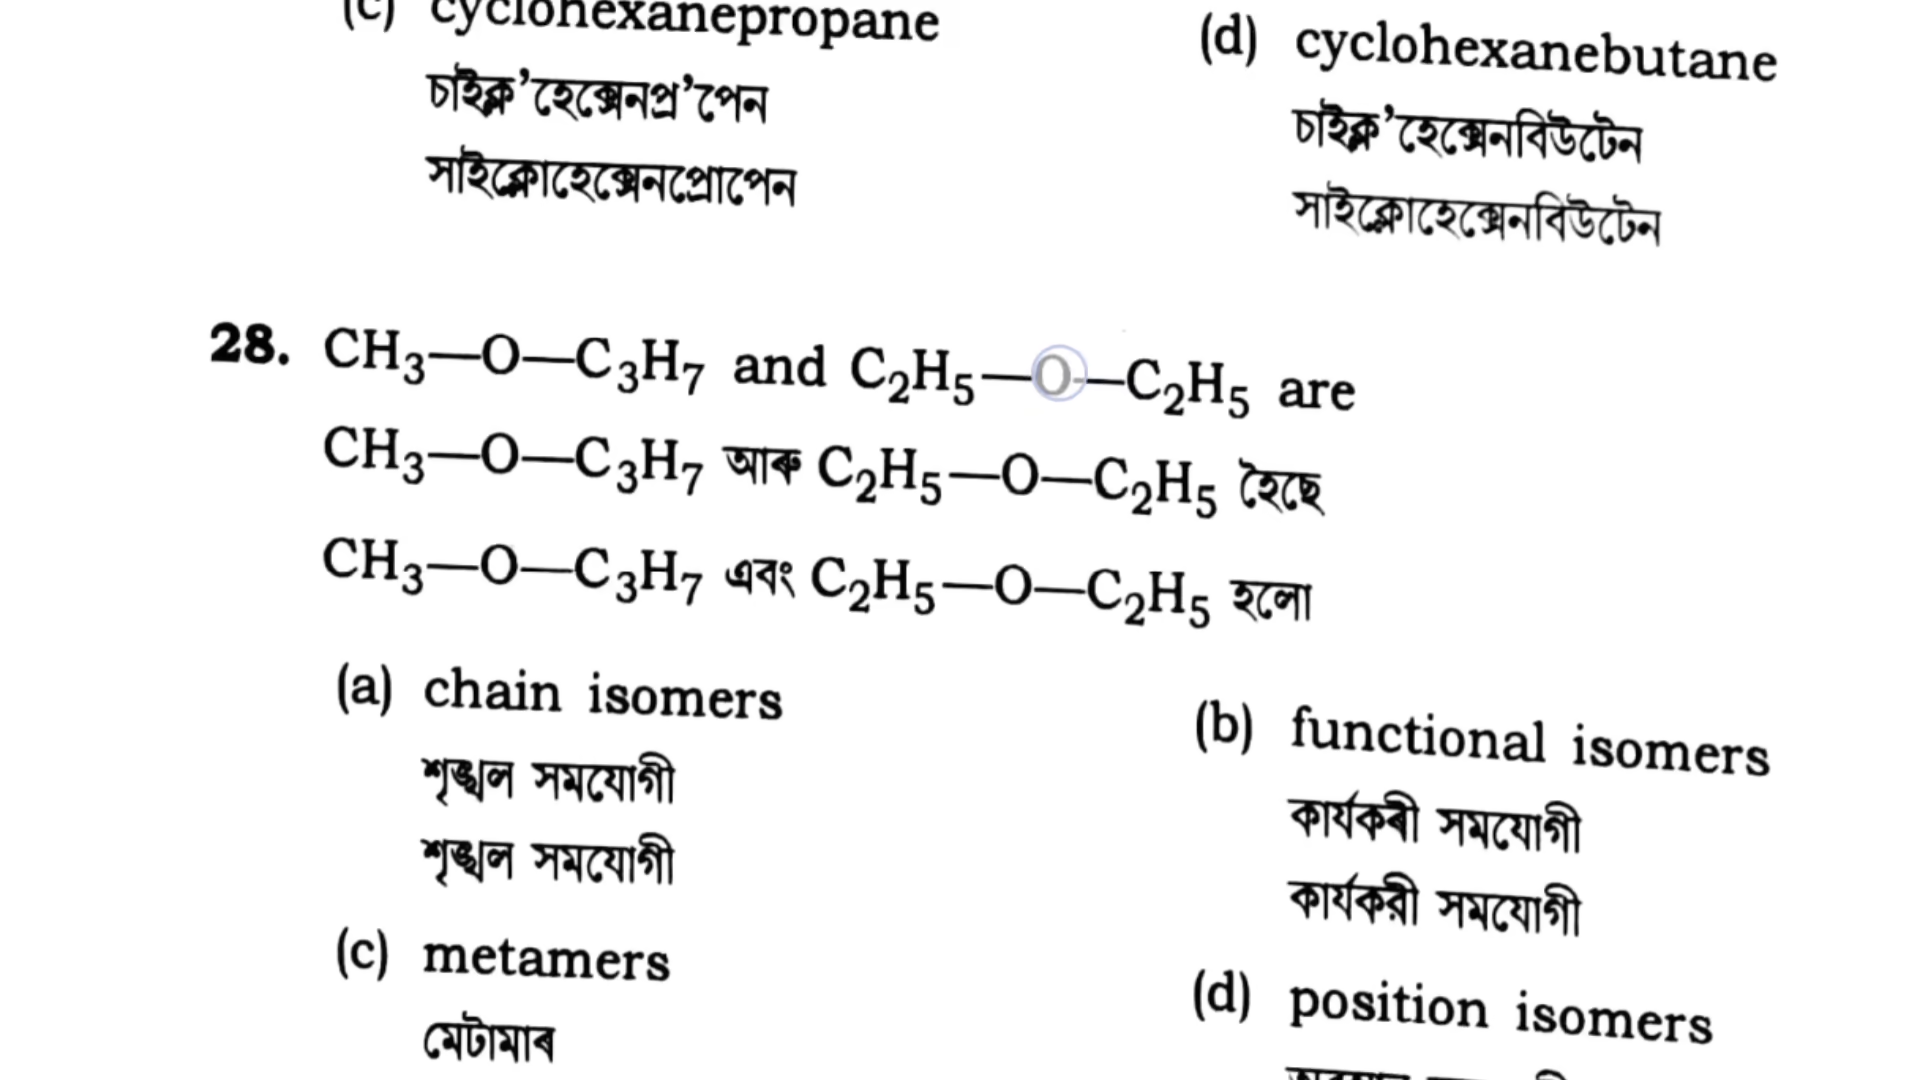 (c) cyclohexanepropane
চাইক্ল'হেক্সেনপ্ৰ'পেন
সাইক্লোহেক্সেনপ্রোপেন
(d) cyclohexanebutane
চাইক্ল'হেক্সেনবিউটেন
সাইক্লোহেক্সেনবিউটেন
28. CH₃—O—C₃H₇ and C₂H₅—O—C₂H₅ are
CH₃—O—C₃H₇ আৰু C₂H₅—O—C₂H₅ হৈছে
CH₃—O—C₃H₇ এবং C₂H₅—O—C₂H₅ হলো
(a) chain isomers
শৃঙ্খল সমযোগী
শৃঙ্খল সমযোগী
(b) functional isomers
কাৰ্যকৰী সমযোগী
কার্যকরী সমযোগী
(c) metamers
মেটামাৰ
(d) position isomers